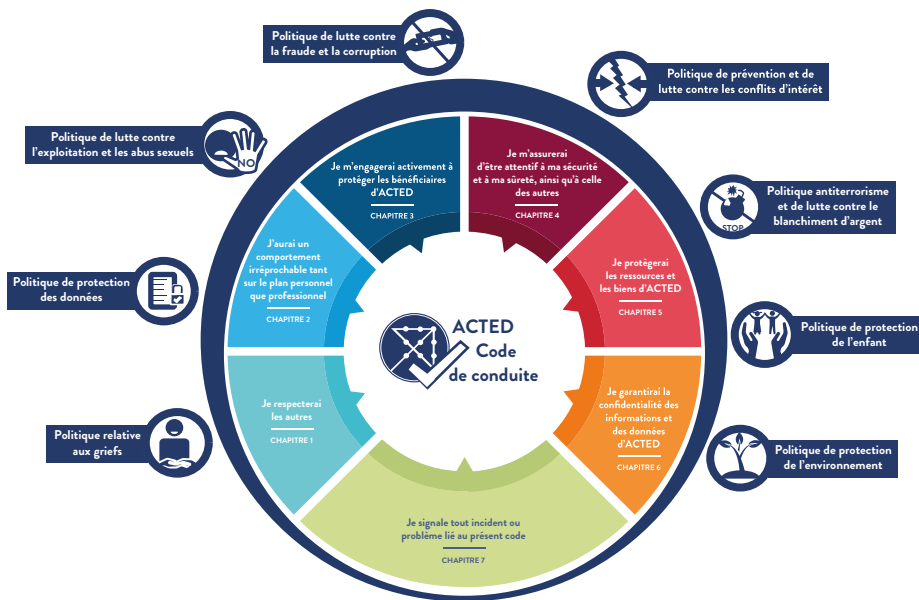 Politique de lutte contre
la fraude et la corruption
Politique de prévention et de
lutte contre les conflits d'intérêt
Politique de lutte contre
l'exploitation et les abus sexuels
NO
Politique antiterrorisme
et de lutte contre le
blanchiment d'argent
STOP
Politique de protection
des données
Politique de protection
de l'enfant
Politique relative
aux griefs
Politique de protection
de l'environnement
Je m'engagerai activement à
protéger les bénéficiaires
d'ACTED
CHAPITRE 3
Je m'assurerai
d'être attentif à ma sécurité
et à ma sûreté, ainsi qu'à celle
des autres
CHAPITRE 4
J'aurai un
comportement
irréprochable tant
sur le plan personnel
que professionnel
CHAPITRE 2
Je protègerai
les ressources et
les biens d'ACTED
CHAPITRE 5
ACTED
Code
de conduite
Je respecterai
les autres
CHAPITRE 1
Je garantirai la
confidentialité des
informations et
des données
d'ACTED
CHAPITRE 6
Je signale tout incident ou
problème lié au présent code
CHAPITRE 7